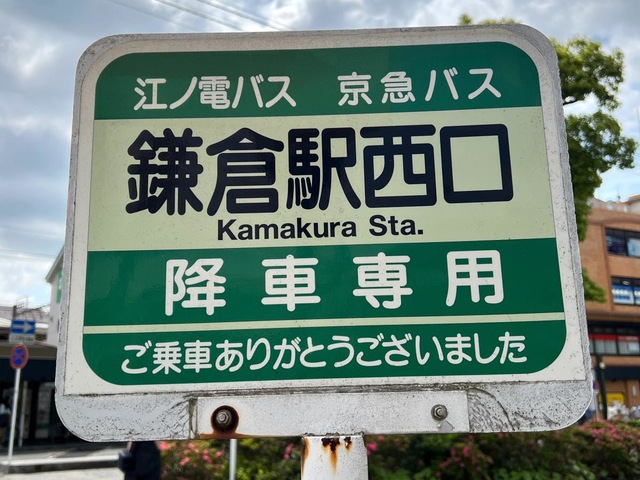 江ノ電バス 京急バス
鎌倉駅西口
Kamakura Sta.
降車専用
ご乗車ありがとうございました